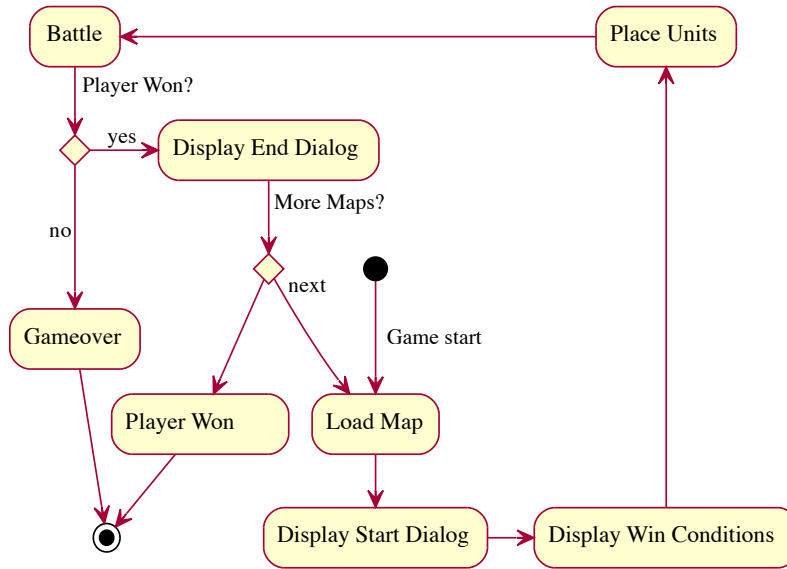 Battle
Place Units
Player Won?
yes
Display End Dialog
More Maps?
no
next
Gameover
Game start
Player Won
Load Map
Display Start Dialog
Display Win Conditions